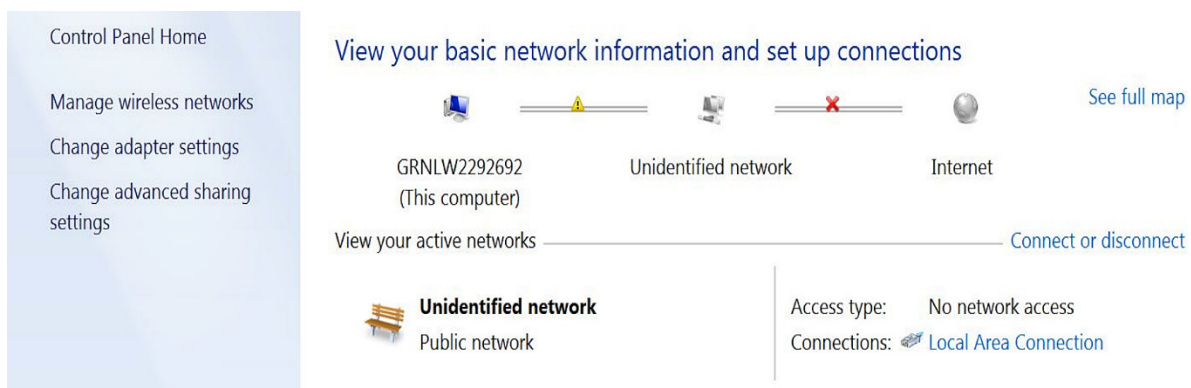 Control Panel Home
Manage wireless networks
Change adapter settings
Change advanced sharing
settings
View your basic network information and set up connections
See full map
GRNLW2292692
(This computer)
Unidentified network
Internet
View your active networks
Connect or disconnect
Unidentified network
Public network
Access type: No network access
Connections: Local Area Connection